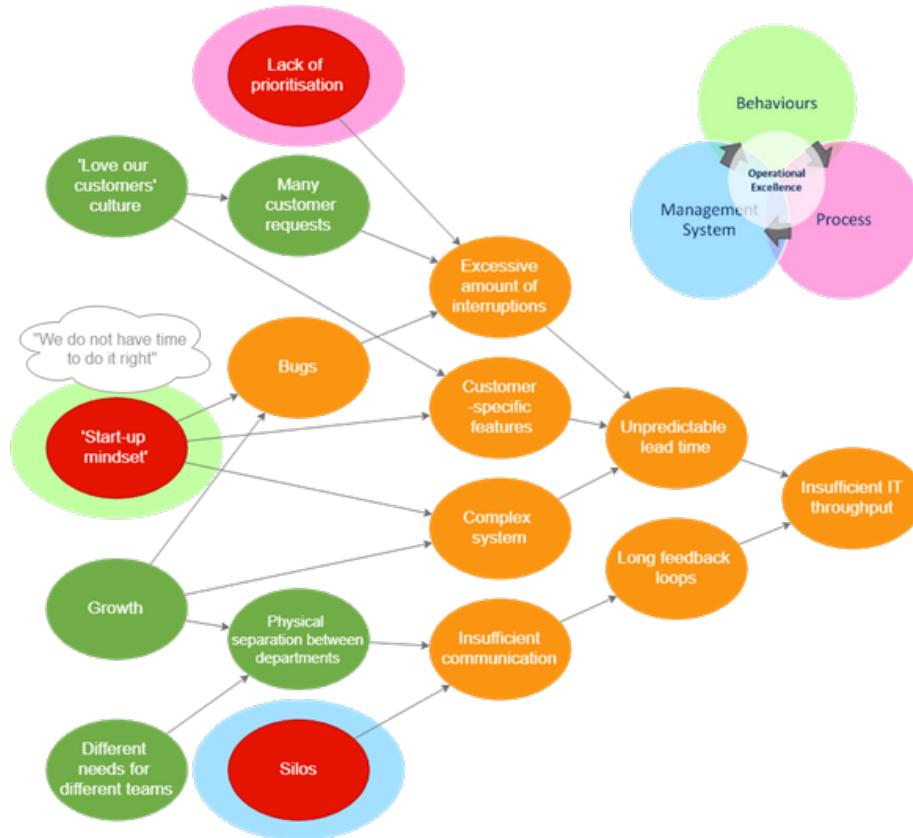 Lack of
prioritisation
Behaviours
Operational
Excellence
Management
System
Process
'Love our
customers'
culture
Many
customer
requests
Excessive
amount of
interruptions
"We do not have time
to do it right"
Bugs
Customer
-specific
features
'Start-up
mindset'
Unpredictable
lead time
Insufficient IT
throughput
Complex
system
Long feedback
loops
Growth
Physical
separation between
departments
Insufficient
communication
Different
needs for
different teams
Silos